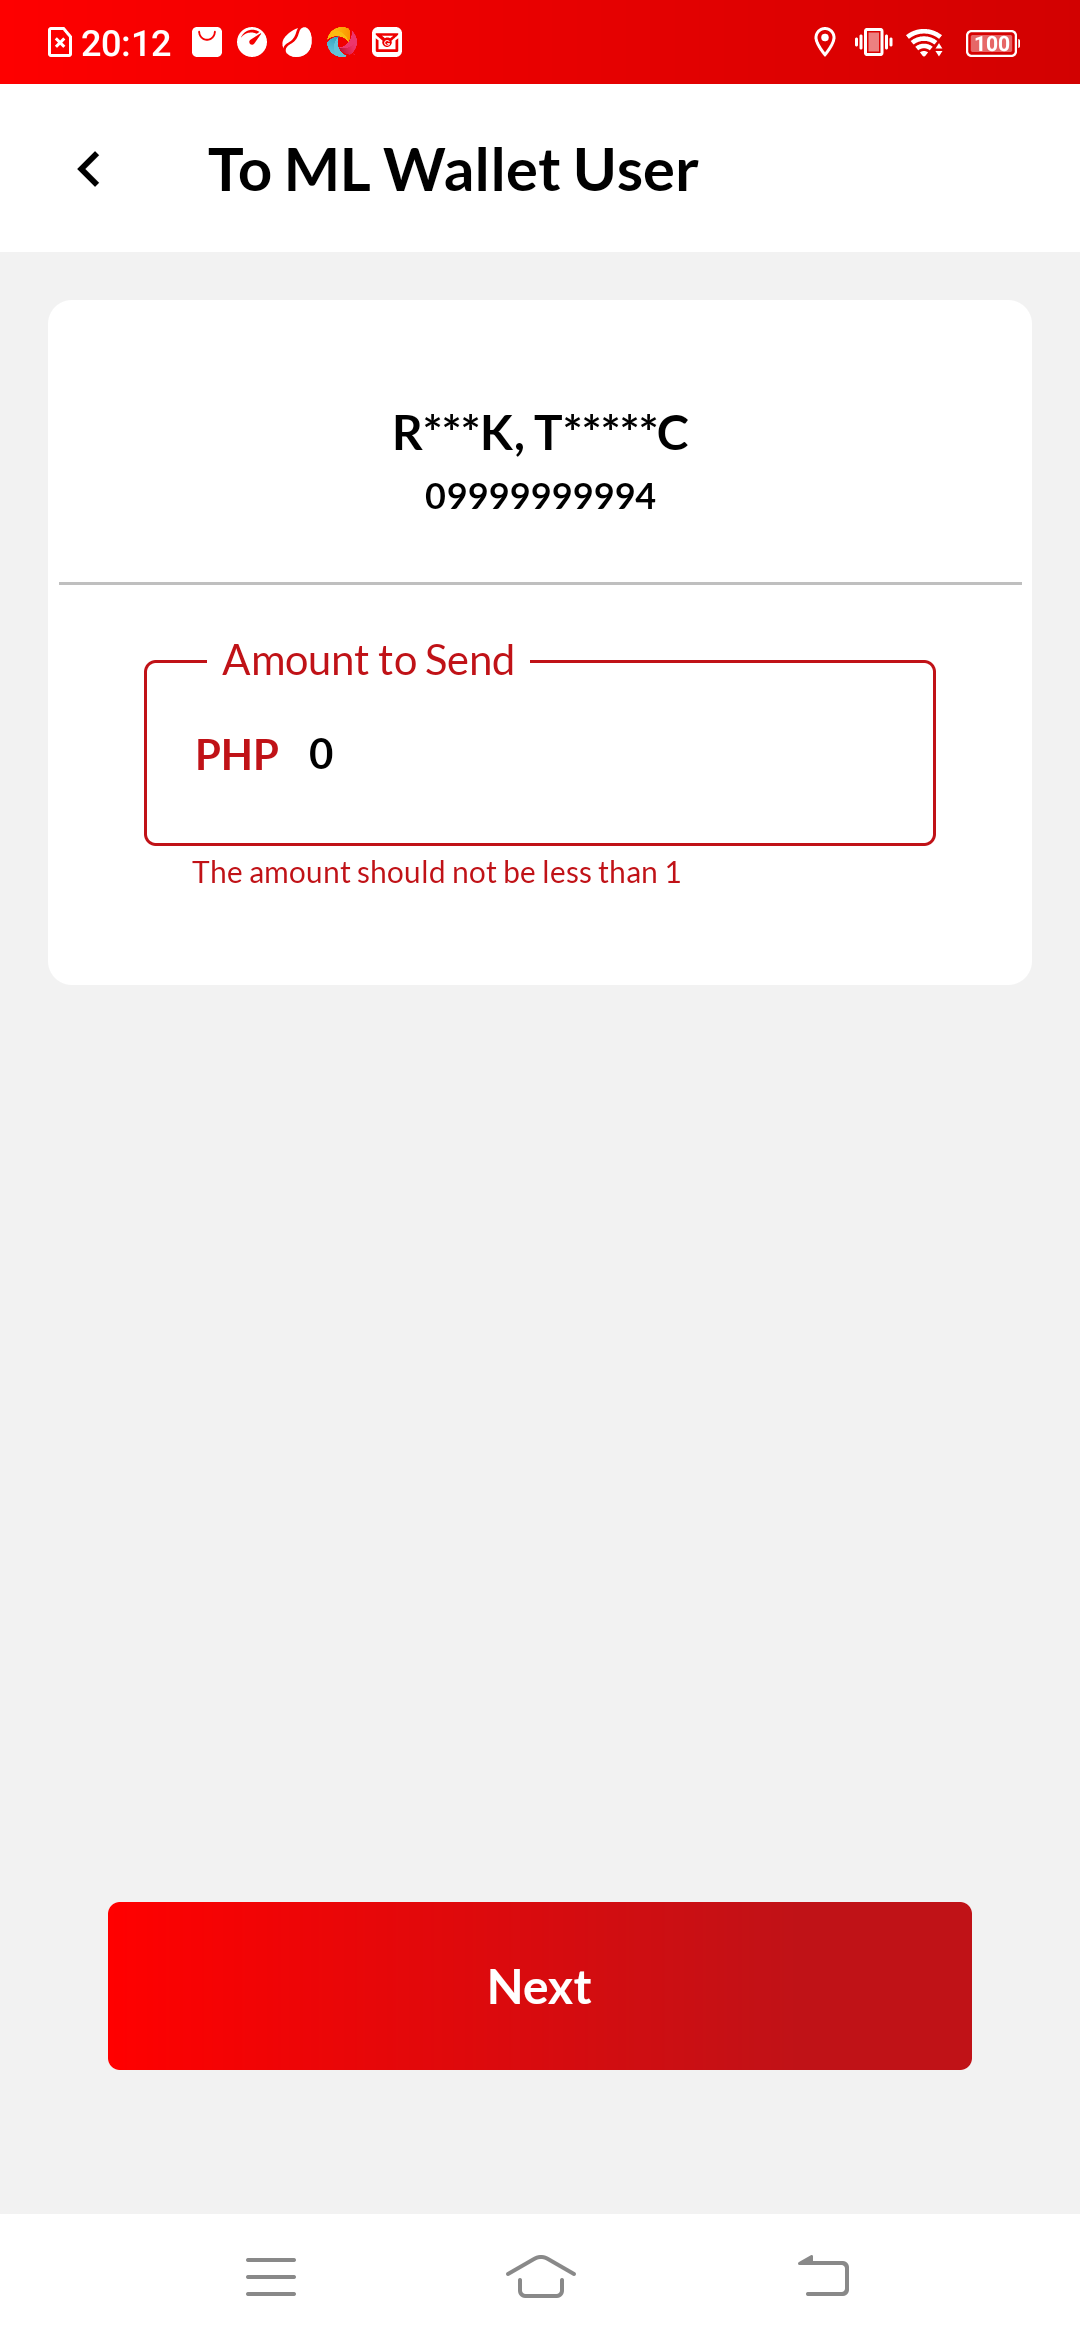 20:12
100
To ML Wallet User
R***K, T*****C
09999999994
Amount to Send
PHP 0
The amount should not be less than 1
Next